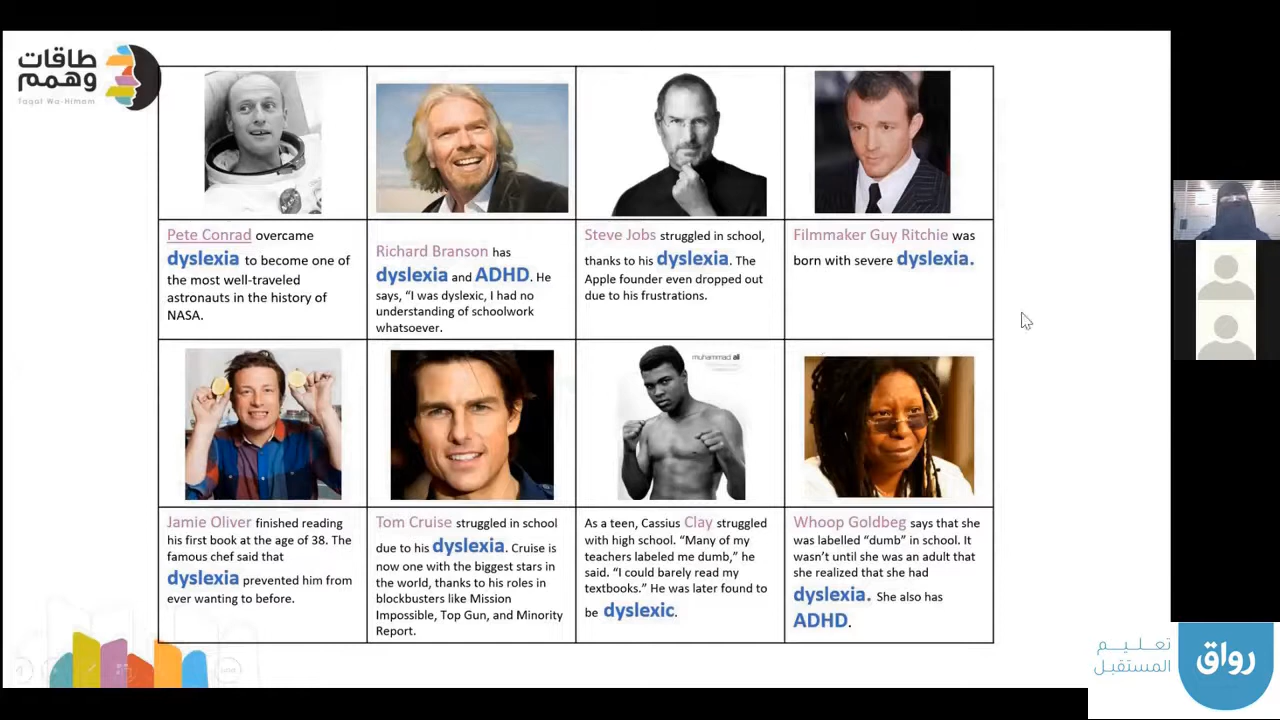 طاقات
وهمم
Taqat Wa-Himam
Pete Conrad overcame
dyslexia to become one of
the most well-traveled
astronauts in the history of
NASA.
Richard Branson has
dyslexia and ADHD. He
says, “I was dyslexic, I had no
understanding of schoolwork
whatsoever.
Steve Jobs struggled in school,
thanks to his dyslexia. The
Apple founder even dropped out
due to his frustrations.
Filmmaker Guy Ritchie was
born with severe dyslexia.
muhammad ali
Jamie Oliver finished reading
his first book at the age of 38. The
famous chef said that
dyslexia prevented him from
ever wanting to before.
Tom Cruise struggled in school
due to his dyslexia. Cruise is
now one with the biggest stars in
the world, thanks to his roles in
blockbusters like Mission
Impossible, Top Gun, and Minority
Report.
As a teen, Cassius Clay struggled
with high school. “Many of my
teachers labeled me dumb,” he
said. “I could barely read my
textbooks.” He was later found to
be dyslexic.
Whoop Goldbeg says that she
was labelled “dumb” in school. It
wasn’t until she was an adult that
she realized that she had
dyslexia. She also has
ADHD.
تعـلـيـم
المستقبل
رواق